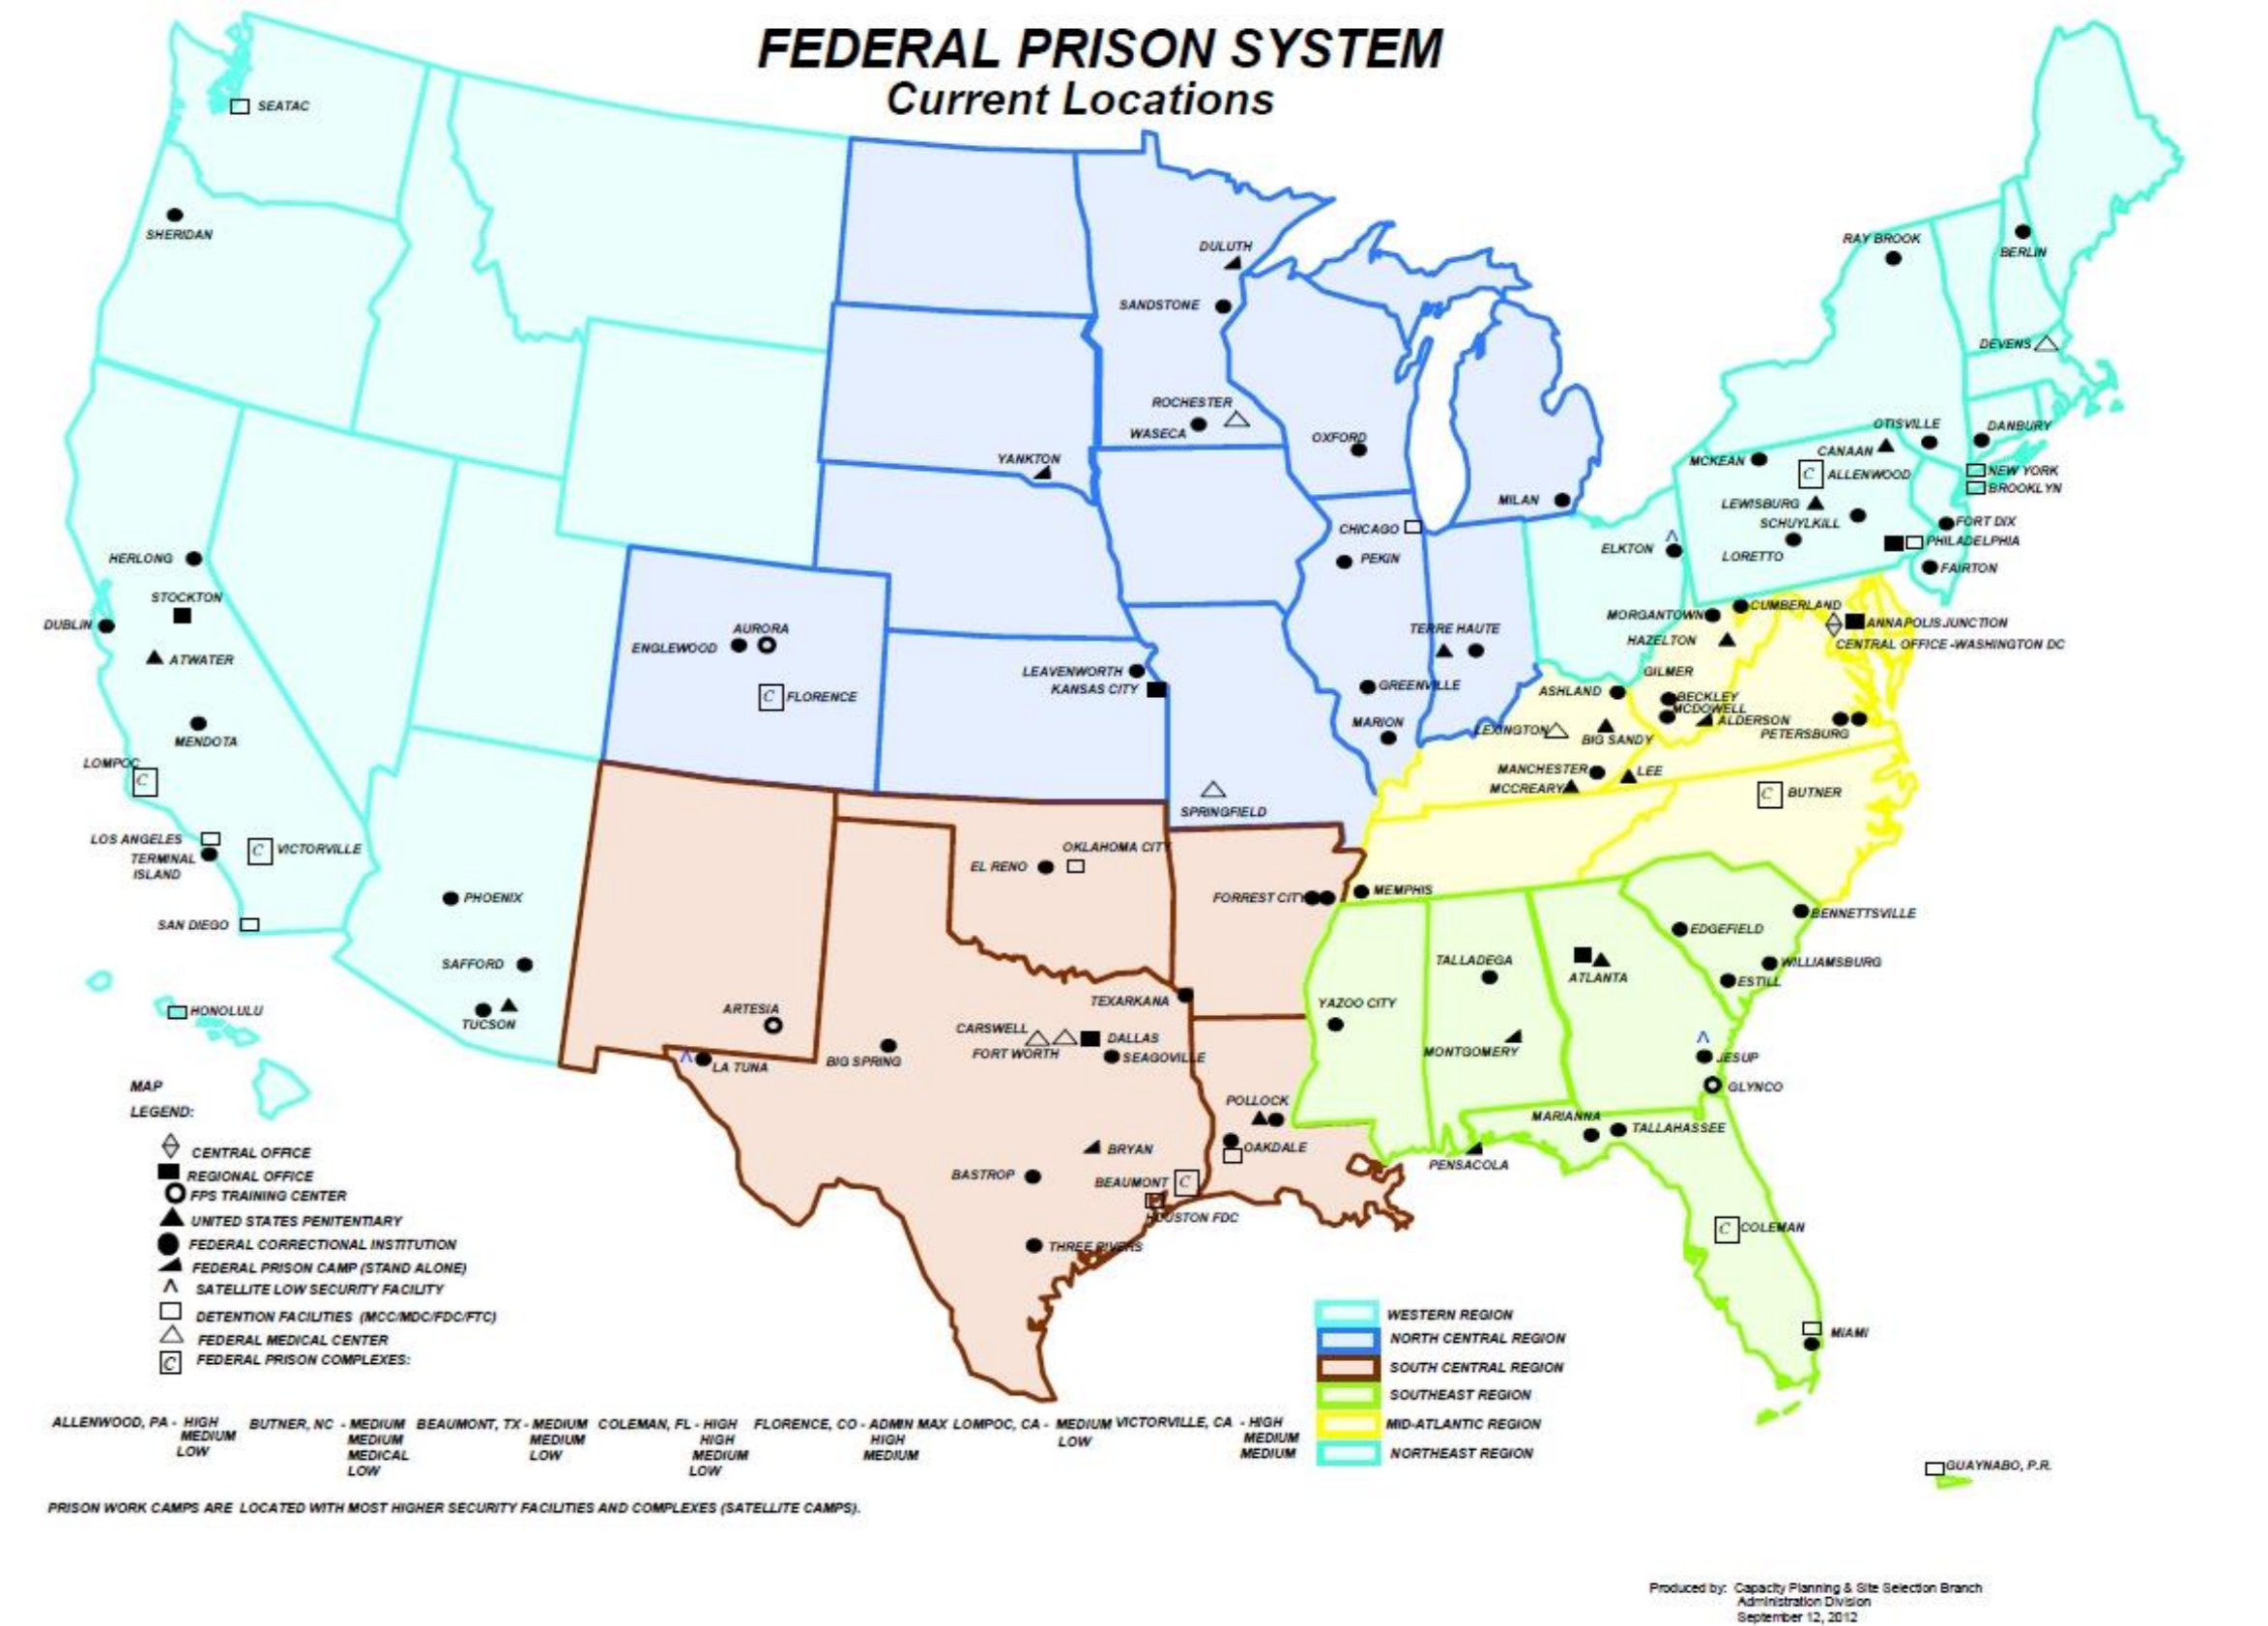 FEDERAL PRISON SYSTEM
Current Locations
SEATAC
SHERIDAN
DULUTH
SANDSTONE
RAY BROOK
BERLIN
DEVENS
ROCHESTER
WASECA
OXFORD
YANKTON
MILAN
OTISVILLE
DANBURY
CANAAN
MCKEAN
C ALLENWOOD
NEW YORK
BROOKLYN
LEWISBURG
SCHUYLKILL
FORT DIX
CHICAGO
PEKIN
ELKTON
LORETTO
PHILADELPHIA
FAIRTON
HERLONG
STOCKTON
DUBLIN
ATWATER
MENDOTA
LOMPOC
C
AURORA
ENGLEWOOD
C FLORENCE
LEAVENWORTH
KANSAS CITY
TERRE HAUTE
GREENVILLE
MARION
MORGANTOWN
CUMBERLAND
ANNAPOLIS JUNCTION
HAZELTON
CENTRAL OFFICE -WASHINGTON DC
GILMER
ASHLAND
BECKLEY
MCDOWELL
ALDERSON
LEXINGTON
BIG SANDY
PETERSBURG
MANCHESTER
LEE
MCCREARY
C BUTNER
SPRINGFIELD
LOS ANGELES
TERMINAL
ISLAND
C VICTORVILLE
SAN DIEGO
PHOENIX
SAFFORD
TUCSON
HONOLULU
OKLAHOMA CITY
EL RENO
FORREST CITY
MEMPHIS
BENNETTSVILLE
EDGEFIELD
WILLIAMSBURG
ESTILL
TALLADEGA
ATLANTA
TEXARKANA
YAZOO CITY
ARTESIA
CARSWELL
DALLAS
FORT WORTH
SEAGOVILLE
LA TUNA
BIG SPRING
MONTGOMERY
JESUP
GLYNCO
POLLOCK
OAKDALE
MARIANNA
TALLAHASSEE
PENSACOLA
BRYAN
BASTROP
BEAUMONT C
HOUSTON FDC
THREE RIVERS
C COLEMAN
MIAMI
GUAYNABO, P.R.
MAP
LEGEND:
CENTRAL OFFICE
REGIONAL OFFICE
FPS TRAINING CENTER
UNITED STATES PENITENTIARY
FEDERAL CORRECTIONAL INSTITUTION
FEDERAL PRISON CAMP (STAND ALONE)
SATELLITE LOW SECURITY FACILITY
DETENTION FACILITIES (MCC/MDC/FDC/FTC)
FEDERAL MEDICAL CENTER
C FEDERAL PRISON COMPLEXES:
WESTERN REGION
NORTH CENTRAL REGION
SOUTH CENTRAL REGION
SOUTHEAST REGION
MID-ATLANTIC REGION
NORTHEAST REGION
ALLENWOOD, PA - HIGH
MEDIUM
LOW
BUTNER, NC - MEDIUM
MEDIUM
MEDICAL
LOW
BEAUMONT, TX - MEDIUM
MEDIUM
LOW
COLEMAN, FL - HIGH
HIGH
MEDIUM
LOW
FLORENCE, CO - ADMIN MAX
HIGH
MEDIUM
LOMPOC, CA - MEDIUM
LOW
VICTORVILLE, CA - HIGH
MEDIUM
MEDIUM
PRISON WORK CAMPS ARE LOCATED WITH MOST HIGHER SECURITY FACILITIES AND COMPLEXES (SATELLITE CAMPS).
Produced by: Capacity Planning & Site Selection Branch
Administration Division
September 12, 2012